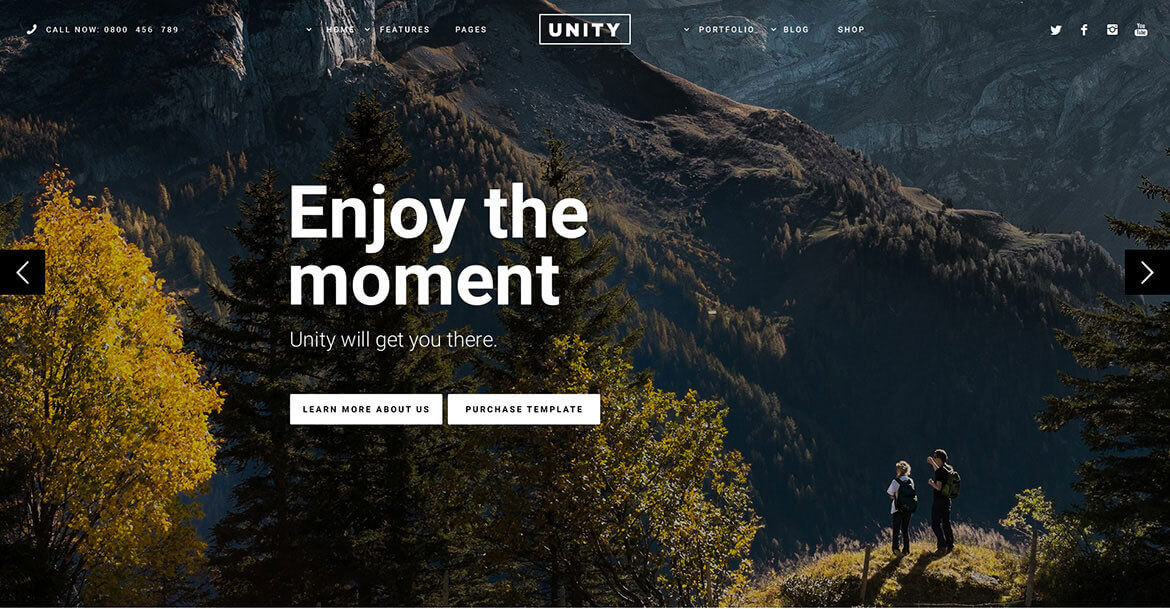 CALL NOW: 0800 456 789
HOME
FEATURES
PAGES
UNITY
PORTFOLIO
BLOG
SHOP
You
Tube
Enjoy the
moment
Unity will get you there.
LEARN MORE ABOUT US
PURCHASE TEMPLATE